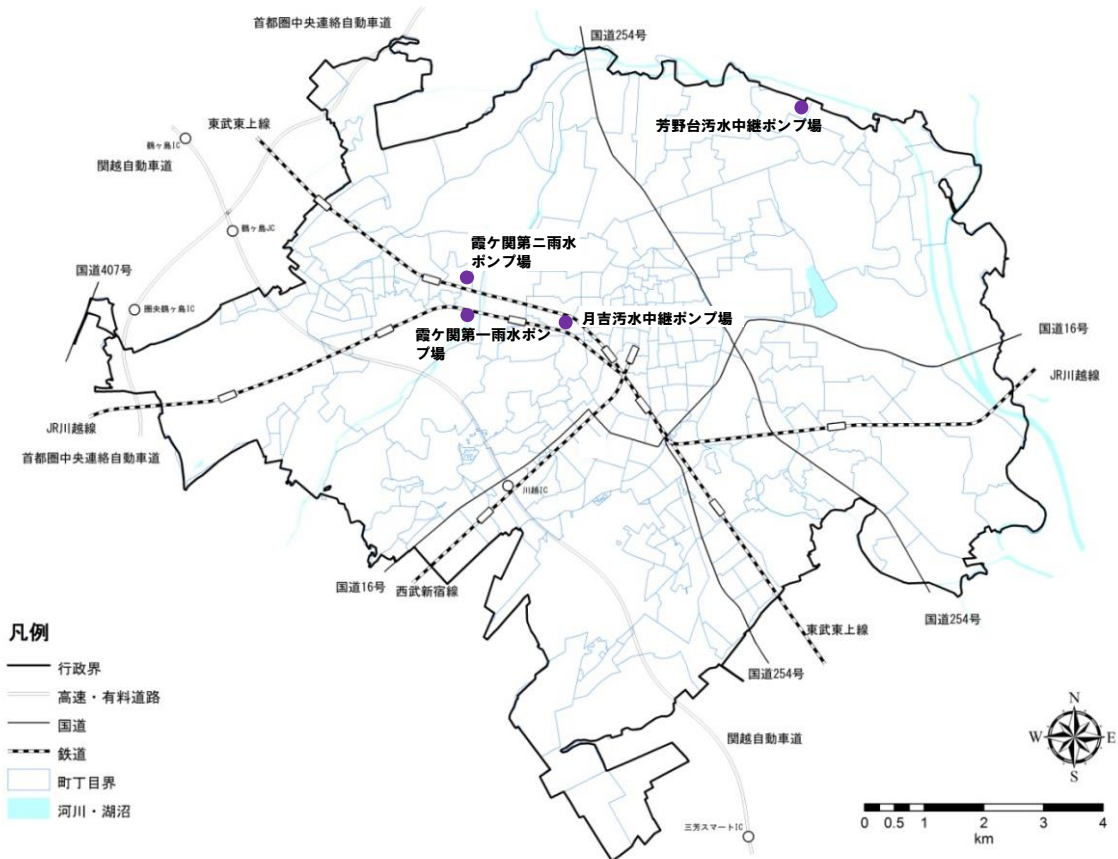 首都圏中央連絡自動車道
国道254号
東武東上線
鶴ヶ島IC
関越自動車道
芳野台汚水中継ポンプ場
鶴ヶ島JC
国道407号
霞ケ関第二雨水
ポンプ場
圏央鶴ヶ島IC
霞ケ関第一雨水ポン
プ場
月吉汚水中継ポンプ場
国道16号
JR川越線
JR川越線
首都圏中央連絡自動車道
川越IC
国道16号
西武新宿線
国道254号
東武東上線
国道254号
関越自動車道
三芳スマートIC
凡例
行政界
高速・有料道路
国道
鉄道
町丁目界
河川・湖沼
N
W E
S
0 0.5 1 2 3 4
km